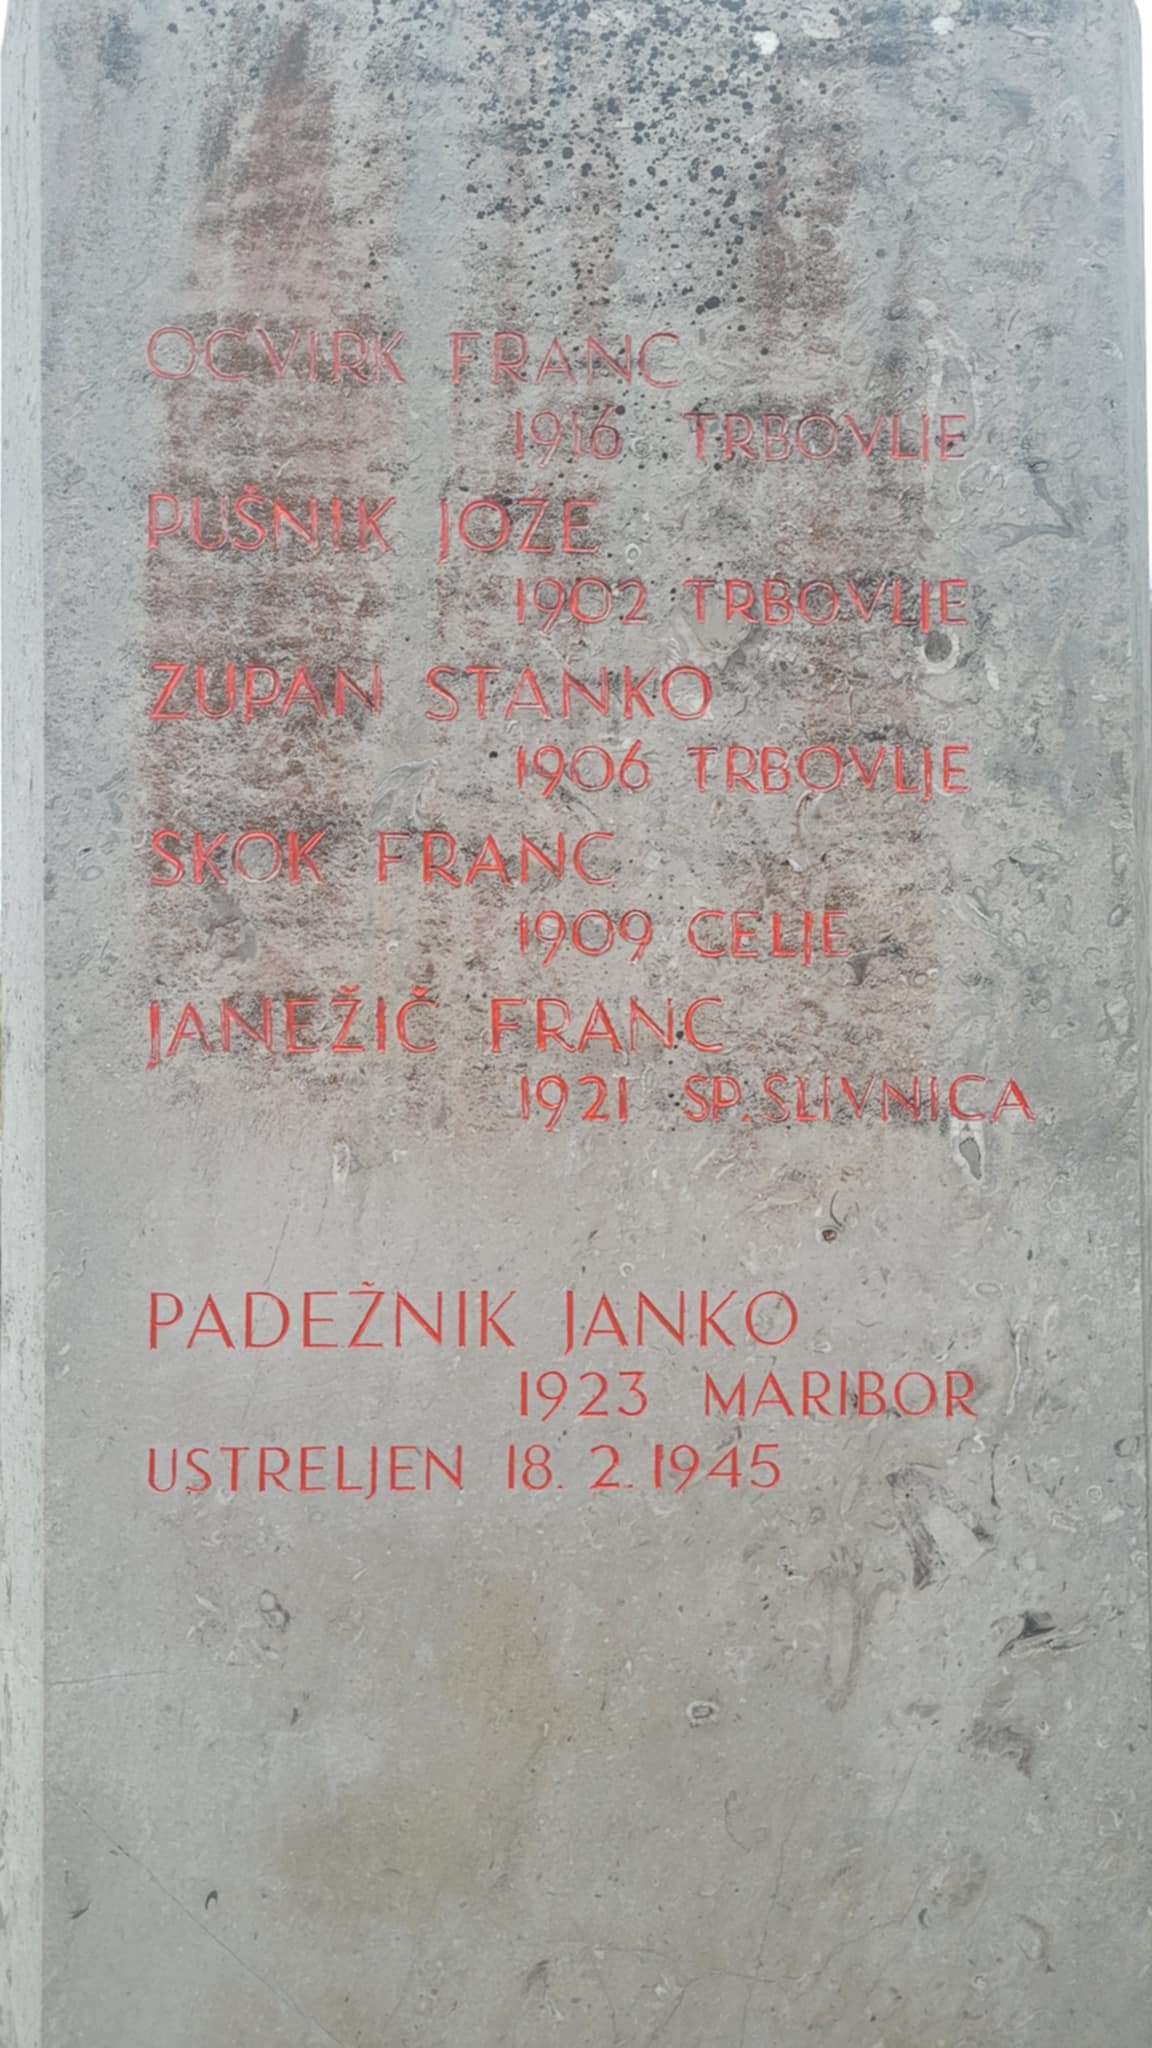 OCVIRK FRANC
1916 TRBOVLJE
PUŠNIK JOŽE
1902 TRBOVLJE
ZUPAN STANKO
1906 TRBOVLJE
SKOK FRANC
1909 CELJE
JANEŽIČ FRANC
1921 SP. SLIVNICA
PADEŽNIK JANKO
1923 MARIBOR
USTRELJEN 18. 2. 1945